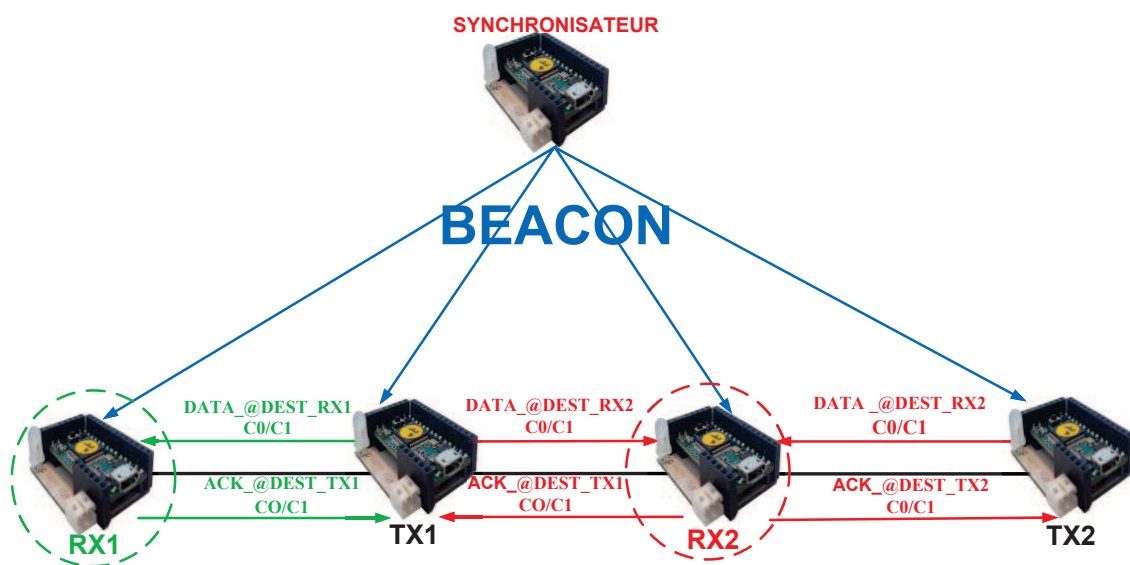 SYNCHRONISATEUR
BEACON
DATA_@DEST_RX1
C0/C1
DATA_@DEST_RX2
C0/C1
DATA _@DEST_RX2
C0/C1
ACK_@DEST_TX1
CO/C1
ACK_@DEST_TX1
CO/C1
ACK_@DEST_TX2
C0/C1
RX1
TX1
RX2
TX2